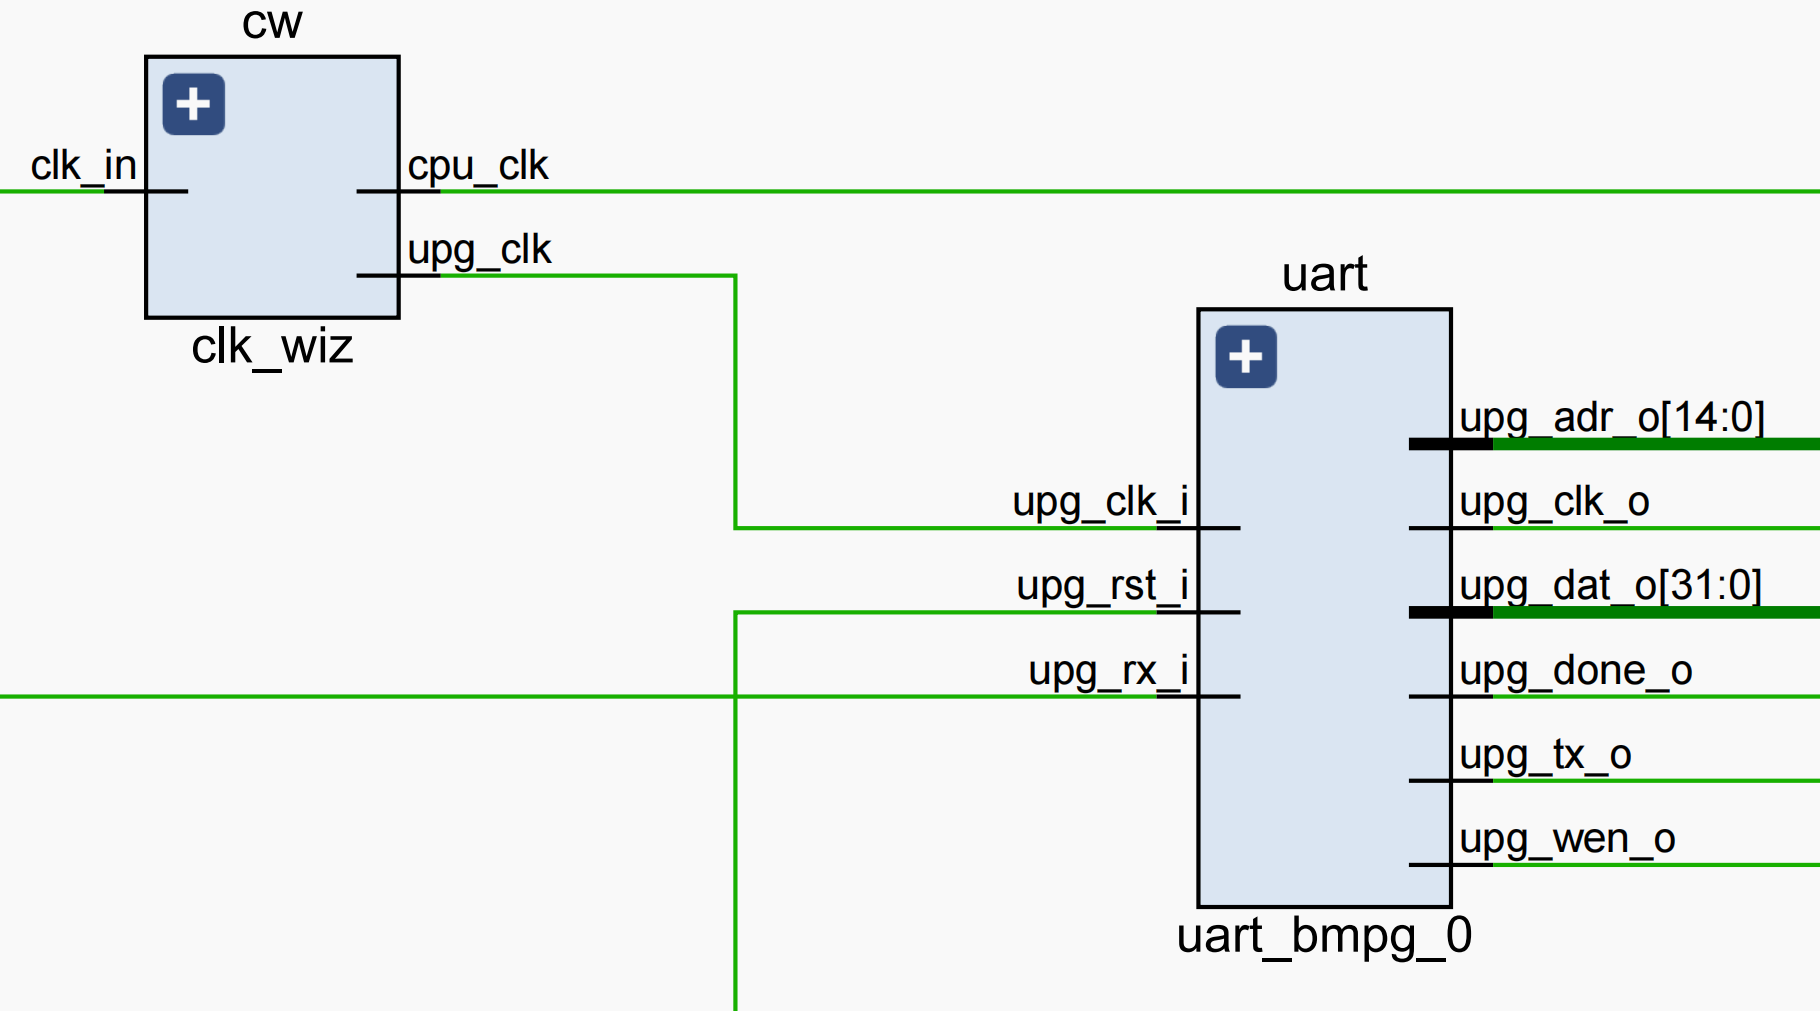 cw
clk_in
cpu_clk
upg_clk
clk_wiz
uart
upg_adr_o[14:0]
upg_clk_i
upg_clk_o
upg_rst_i
upg_dat_o[31:0]
upg_rx_i
upg_done_o
upg_tx_o
upg_wen_o
uart_bmpg_0